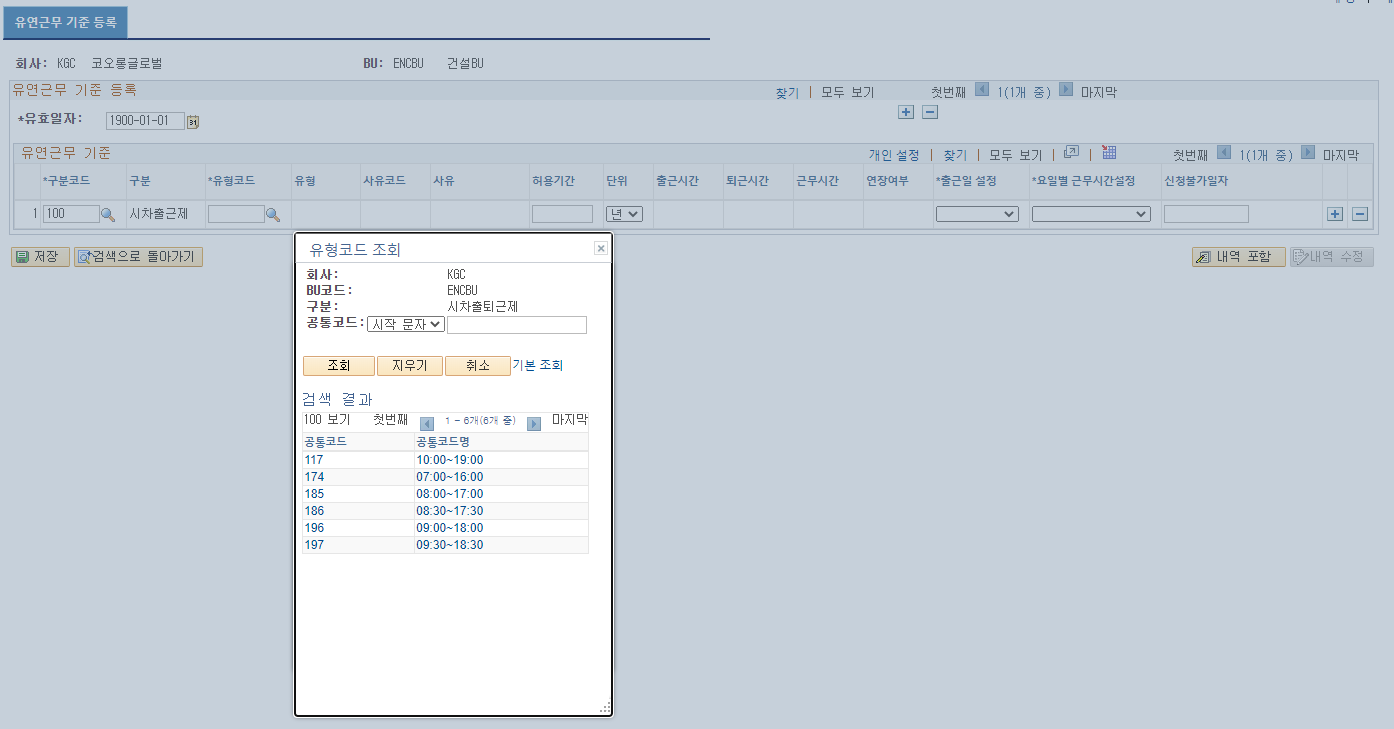 유연근무 기준 등록
회사: KGC 코오롱글로벌 BU: ENCBU 건설BU
유연근무 기준 등록 찾기 | 모두 보기 첫번째 1(1개 중) 마지막
*유효일자: 1900-01-01
유연근무 기준 개인 설정 | 찾기 | 모두 보기 | | 첫번째 1(1개 중) 마지막
*구분코드 구분 *유형코드 유형 사유코드 사유 허용기간 단위 출근시간 퇴근시간 근무시간 연장여부 *출근일 설정 *요일별 근무시간설정 신청불가일자
1 100 시차출근제 년
저장 검색으로 돌아가기 내역 포함 내역 수정
유형코드 조회
회사: KGC
BU코드: ENCBU
구분: 시차출퇴근제
공통코드: 시작 문자
조회 지우기 취소 기본 조회
검색 결과
100 보기 첫번째 1 - 6개(6개 중) 마지막
공통코드 공통코드명
117 10:00~19:00
174 07:00~16:00
185 08:00~17:00
186 08:30~17:30
196 09:00~18:00
197 09:30~18:30